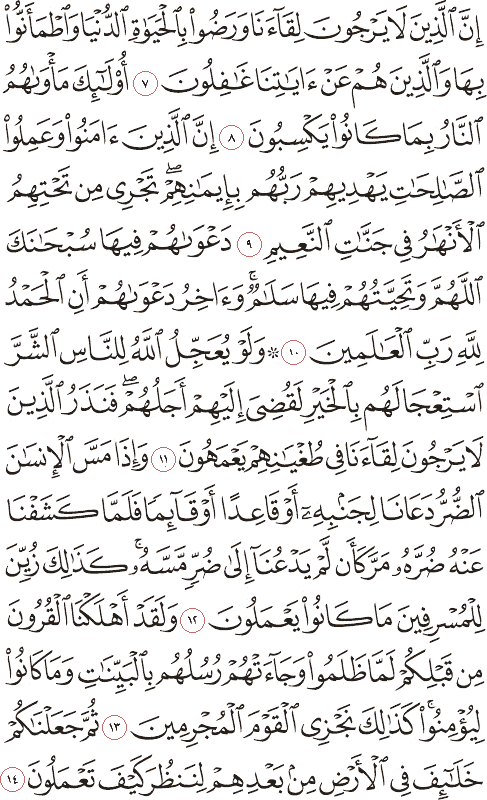 إِنَّ ٱلَّذِينَ لَا يَرۡجُونَ لِقَآءَنَا وَرَضُواْ بِٱلۡحَيَوٰةِ ٱلدُّنۡيَا وَٱطۡمَأَنُّواْ
بِهَا وَٱلَّذِينَ هُمۡ عَنۡ ءَايَٰتِنَا غَٰفِلُونَ ٧ أُوْلَٰٓئِكَ مَأۡوَىٰهُمُ
ٱلنَّارُ بِمَا كَانُواْ يَكۡسِبُونَ ٨ إِنَّ ٱلَّذِينَ ءَامَنُواْ وَعَمِلُواْ
ٱلصَّٰلِحَٰتِ يَهۡدِيهِمۡ رَبُّهُم بِإِيمَٰنِهِمۡۖ تَجۡرِي مِن تَحۡتِهِمُ
ٱلۡأَنۡهَٰرُ فِي جَنَّٰتِ ٱلنَّعِيمِ ٩ دَعۡوَىٰهُمۡ فِيهَا سُبۡحَٰنَكَ
ٱللَّهُمَّ وَتَحِيَّتُهُمۡ فِيهَا سَلَٰمٞۚ وَءَاخِرُ دَعۡوَىٰهُمۡ أَنِ ٱلۡحَمۡدُ
لِلَّهِ رَبِّ ٱلۡعَٰلَمِينَ ١٠ ۞ وَلَوۡ يُعَجِّلُ ٱللَّهُ لِلنَّاسِ ٱلشَّرَّ
ٱسۡتِعۡجَالَهُم بِٱلۡخَيۡرِ لَقُضِيَ إِلَيۡهِمۡ أَجَلُهُمۡۖ فَنَذَرُ ٱلَّذِينَ
لَا يَرۡجُونَ لِقَآءَنَا فِي طُغۡيَٰنِهِمۡ يَعۡمَهُونَ ١١ وَإِذَا مَسَّ ٱلۡإِنسَٰنَ
ٱلضُّرُّ دَعَانَا لِجَنۢبِهِۦٓ أَوۡ قَاعِدًا أَوۡ قَآئِمٗا فَلَمَّا كَشَفۡنَا
عَنۡهُ ضُرَّهُۥ مَرَّ كَأَن لَّمۡ يَدۡعُنَآ إِلَىٰ ضُرّٖ مَّسَّهُۥۚ كَذَٰلِكَ زُيِّنَ
لِلۡمُسۡرِفِينَ مَا كَانُواْ يَعۡمَلُونَ ١٢ وَلَقَدۡ أَهۡلَكۡنَا ٱلۡقُرُونَ
مِن قَبۡلِكُمۡ لَمَّا ظَلَمُواْ وَجَآءَتۡهُمۡ رُسُلُهُم بِٱلۡبَيِّنَٰتِ وَمَا كَانُواْ
لِيُؤۡمِنُواْۚ كَذَٰلِكَ نَجۡزِي ٱلۡقَوۡمَ ٱلۡمُجۡرِمِينَ ١٣ ثُمَّ جَعَلۡنَٰكُمۡ
خَلَٰٓئِفَ فِي ٱلۡأَرۡضِ مِنۢ بَعۡدِهِمۡ لِنَنظُرَ كَيۡفَ تَعۡمَلُونَ ١٤